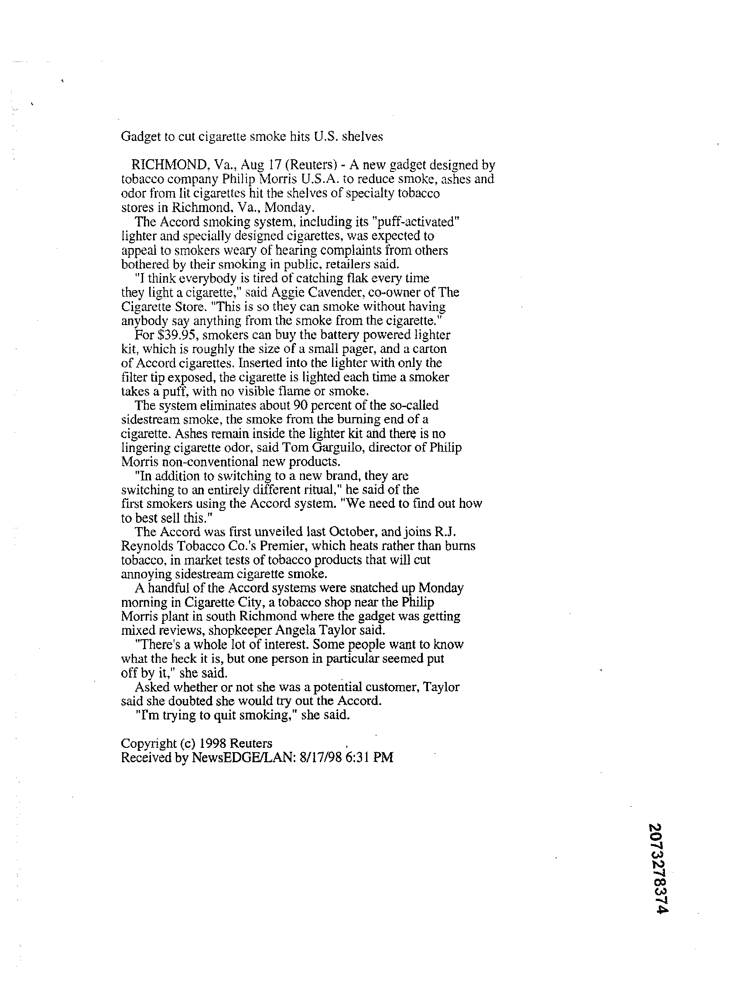 Gadget to cut cigarette smoke hits U.S. shelves
RICHMOND, Va., Aug 17 (Reuters) - A new gadget designed by
tobacco company Philip Morris U.S.A. to reduce smoke, ashes and
odor from lit cigarettes hit the shelves of specialty tobacco
stores in Richmond, Va., Monday.
The Accord smoking system, including its "puff-activated"
lighter and specially designed cigarettes, was expected to
appeal to smokers weary of hearing complaints from others
bothered by their smoking in public, retailers said.
"I think everybody is tired of catching flak every time
they light a cigarette," said Aggie Cavender, co-owner of The
Cigarette Store. "This is so they can smoke without having
anybody say anything from the smoke from the cigarette."
For $39.95, smokers can buy the battery powered lighter
kit, which is roughly the size of a small pager, and a carton
of Accord cigarettes. Inserted into the lighter with only the
filter tip exposed, the cigarette is lighted each time a smoker
takes a puff, with no visible flame or smoke.
The system eliminates about 90 percent of the so-called
sidestream smoke, the smoke from the burning end of a
cigarette. Ashes remain inside the lighter kit and there is no
lingering cigarette odor, said Tom Garguilo, director of Philip
Morris non-conventional new products.
"In addition to switching to a new brand, they are
switching to an entirely different ritual," he said of the
first smokers using the Accord system. "We need to find out how
to best sell this."
The Accord was first unveiled last October, and joins R.J.
Reynolds Tobacco Co.'s Premier, which heats rather than burns
tobacco, in market tests of tobacco products that will cut
annoying sidestream cigarette smoke.
A handful of the Accord systems were snatched up Monday
morning in Cigarette City, a tobacco shop near the Philip
Morris plant in south Richmond where the gadget was getting
mixed reviews, shopkeeper Angela Taylor said.
"There's a whole lot of interest. Some people want to know
what the heck it is, but one person in particular seemed put
off by it," she said.
Asked whether or not she was a potential customer, Taylor
said she doubted she would try out the Accord.
"I'm trying to quit smoking," she said.
Copyright (c) 1998 Reuters
Received by NewsEDGE/LAN: 8/17/98 6:31 PM
2073278374